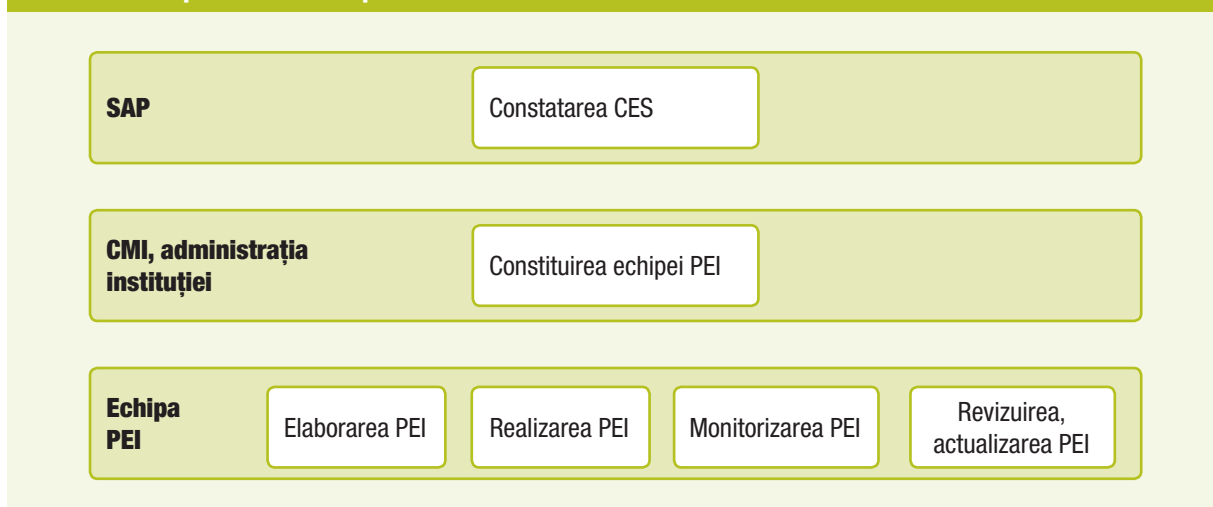 SAP
Constatarea CES
CMI, administrația
instituției
Constituirea echipei PEI
Echipa
PEI
Elaborarea PEI
Realizarea PEI
Monitorizarea PEI
Revizuirea,
actualizarea PEI